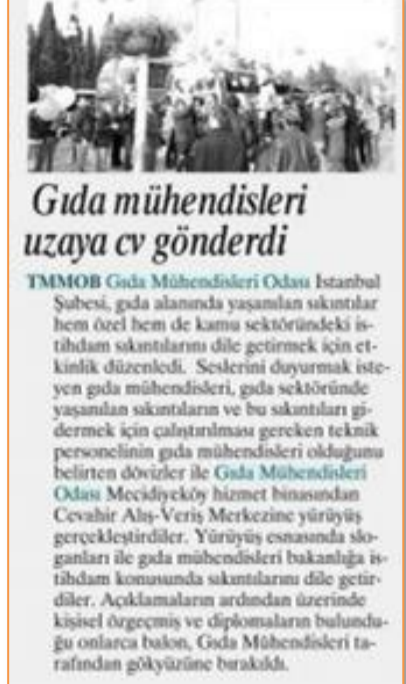 Gıda mühendisleri
uzaya cv gönderdi
TMMOB Gıda Mühendisleri Odası İstanbul
Şubesi, gıda alanında yaşanılan sıkıntılar
hem özel hem de kamu sektöründeki is-
tihdam sıkıntılarını dile getirmek için et-
kinlik düzenledi. Seslerini duyurmak iste-
yen gıda mühendisleri, gıda sektöründe
yaşanılan sıkıntıların ve bu sıkıntıları gi-
dermek için çalıştırılması gereken teknik
personelinin gıda mühendisleri olduğunu
belirten dövizler ile Gıda Mühendisleri
Odası Mecidiyeköy hizmet binasından
Cevahir Alış-Veriş Merkezine yürüyüş
gerçekleştirdiler. Yürüyüş esnasında slo-
ganları ile gıda mühendisleri bakanlığa is-
tihdam konusunda sıkıntılarını dile getir-
diler. Açıklamaların ardından üzerinde
kişisel özgeçmiş ve diplomaların bulundu-
ğu onlarca balon, Gıda Mühendisleri ta-
rafından gökyüzüne bırakıldı.